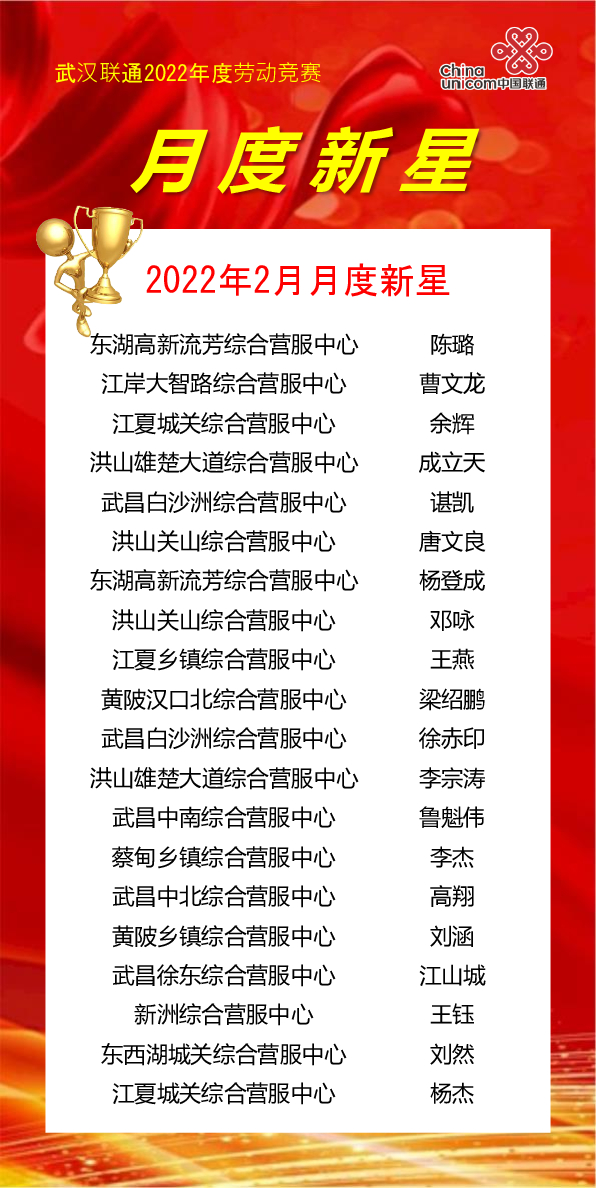 武汉联通2022年度劳动竞赛
China
unicom中国联通
月度新星
2022年2月月度新星
东湖高新流芳综合营服中心 陈璐
江岸大智路综合营服中心 曹文龙
江夏城关综合营服中心 余辉
洪山雄楚大道综合营服中心 成立天
武昌白沙洲综合营服中心 谌凯
洪山关山综合营服中心 唐文良
东湖高新流芳综合营服中心 杨登成
洪山关山综合营服中心 邓咏
江夏乡镇综合营服中心 王燕
黄陂汉口北综合营服中心 梁绍鹏
武昌白沙洲综合营服中心 徐赤印
洪山雄楚大道综合营服中心 李宗涛
武昌中南综合营服中心 鲁魁伟
蔡甸乡镇综合营服中心 李杰
武昌中北综合营服中心 高翔
黄陂乡镇综合营服中心 刘涵
武昌徐东综合营服中心 江山城
新洲综合营服中心 王钰
东西湖城关综合营服中心 刘然
江夏城关综合营服中心 杨杰